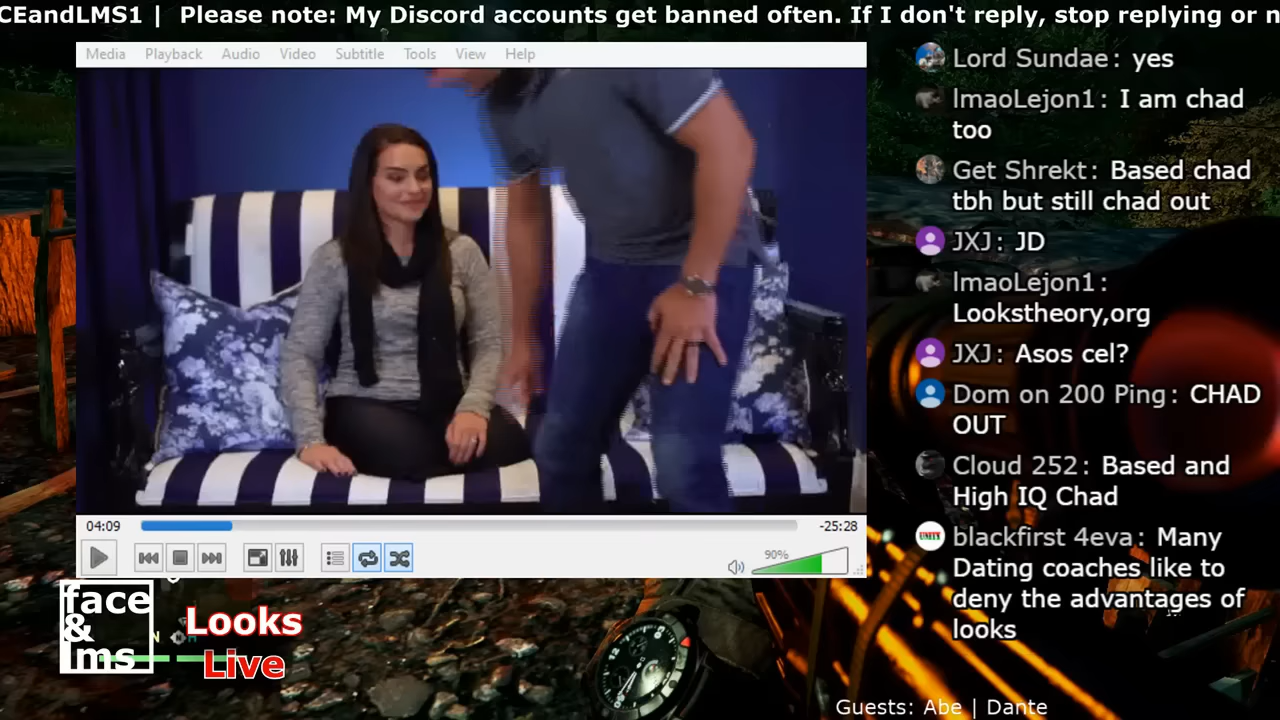 CEandLMS1 | Please note: My Discord accounts get banned often. If I don't reply, stop replying or n
Media Playback Audio Video Subtitle Tools View Help
04:09
-25:28
90%
face
&
lms
Looks
Live
Lord Sundae: yes
lmaoLejon1: I am chad
too
Get Shrekt: Based chad
tbh but still chad out
JXJ: JD
lmaoLejon1:
Lookstheory,org
JXJ: Asos cel?
Dom on 200 Ping: CHAD
OUT
Cloud 252: Based and
High IQ Chad
UNITY
blackfirst 4eva: Many
Dating coaches like to
deny the advantages of
looks
Guests: Abe | Dante